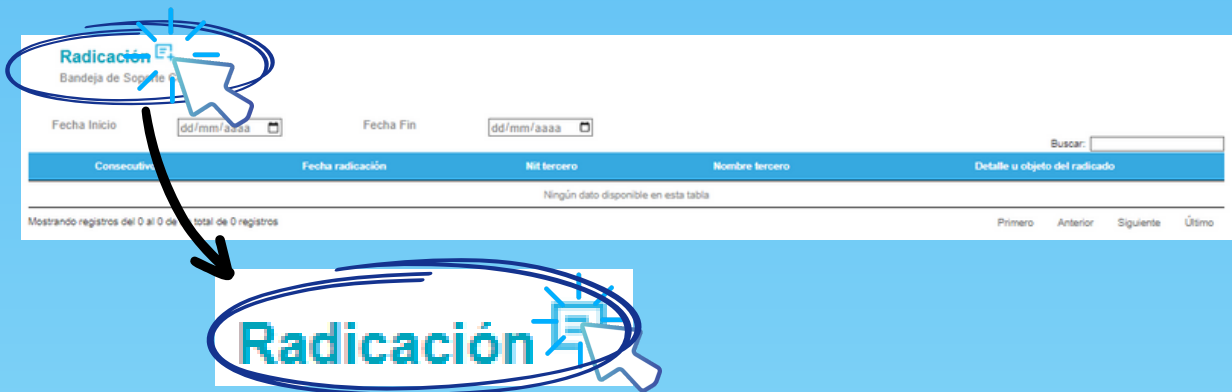 Radicación
Bandeja de Soporte
Fecha Inicio dd/mm/aaaa Fecha Fin dd/mm/aaaa
Buscar:
Consecutivo Fecha radicación Nit tercero Nombre tercero Detalle u objeto del radicado
Ningún dato disponible en esta tabla
Mostrando registros del 0 al 0 de total de 0 registros Primero Anterior Siguiente Último
Radicación